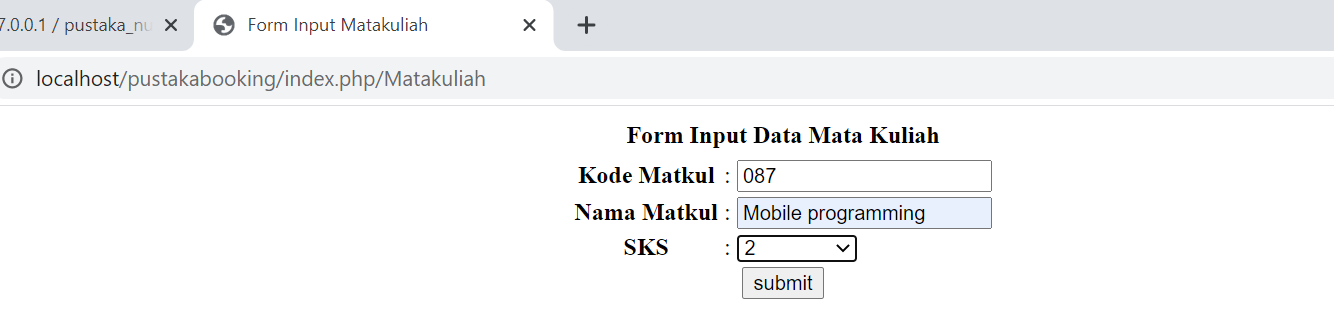 7.0.0.1 / pustaka_nu
Form Input Matakuliah
localhost/pustakabooking/index.php/Matakuliah
Form Input Data Mata Kuliah
Kode Matkul : 087
Nama Matkul : Mobile programming
SKS : 2
submit